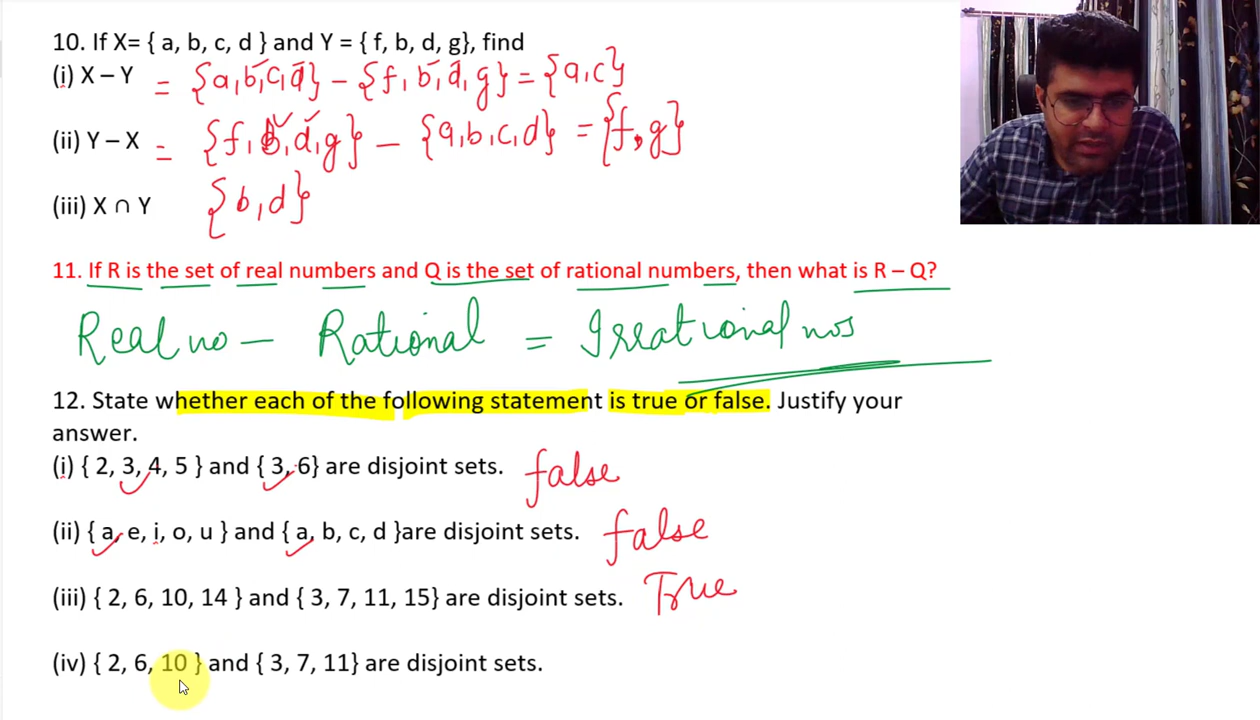 10. If X= { a, b, c, d } and Y = { f, b, d, g}, find
(i) X – Y = {a, b, c, d} – {f, b, d, g} = {a, c}
(ii) Y – X = {f, b, d, g} – {a, b, c, d} = {f, g}
(iii) X ∩ Y {b, d}
11. If R is the set of real numbers and Q is the set of rational numbers, then what is R – Q?
Real no – Rational = Irrational nos
12. State whether each of the following statement is true or false. Justify your
answer.
(i) { 2, 3, 4, 5 } and { 3, 6} are disjoint sets. false
(ii) { a, e, i, o, u } and { a, b, c, d }are disjoint sets. false
(iii) { 2, 6, 10, 14 } and { 3, 7, 11, 15} are disjoint sets. True
(iv) { 2, 6, 10 } and { 3, 7, 11} are disjoint sets.